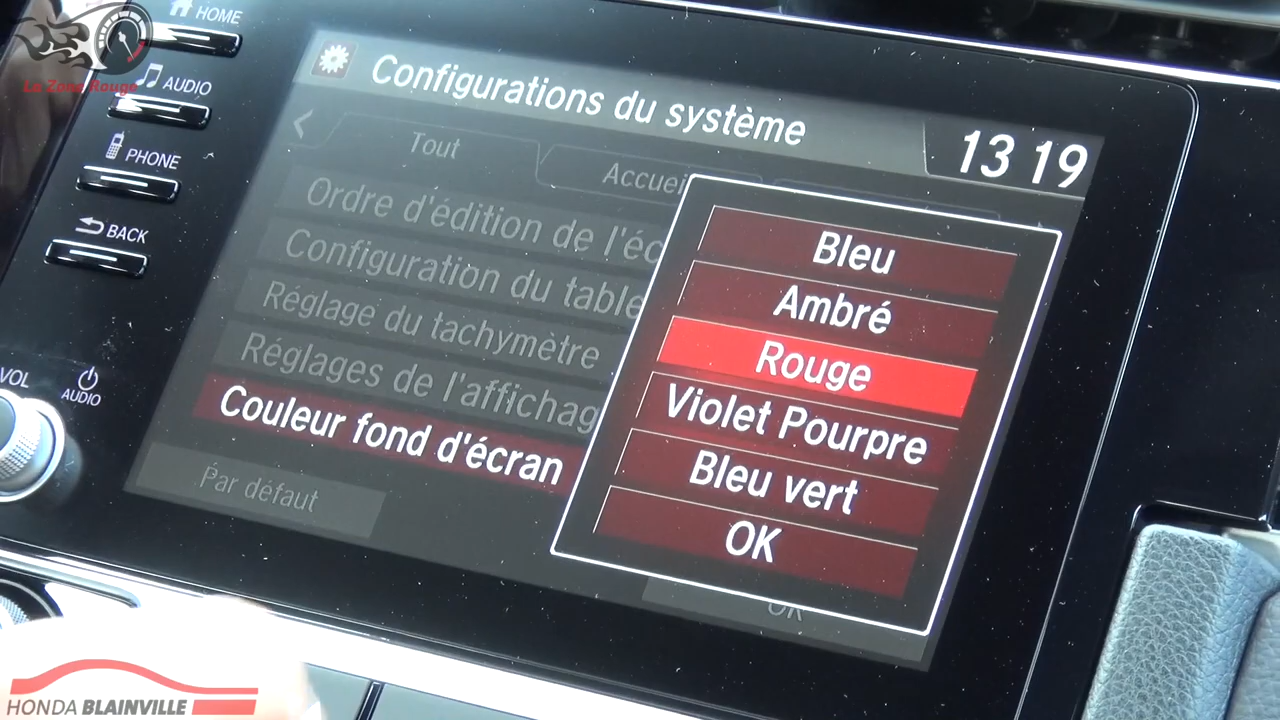 HOME
La Zone Rouge
AUDIO
PHONE
BACK
VOL
AUDIO
Configurations du système
13 19
Tout
Accueil
Ordre d'édition de l'éc
Configuration du table
Réglage du tachymètre
Réglages de l'affichag
Couleur fond d'écran
Par défaut
Bleu
Ambré
Rouge
Violet Pourpre
Bleu vert
OK
OK
HONDA BLAINVILLE